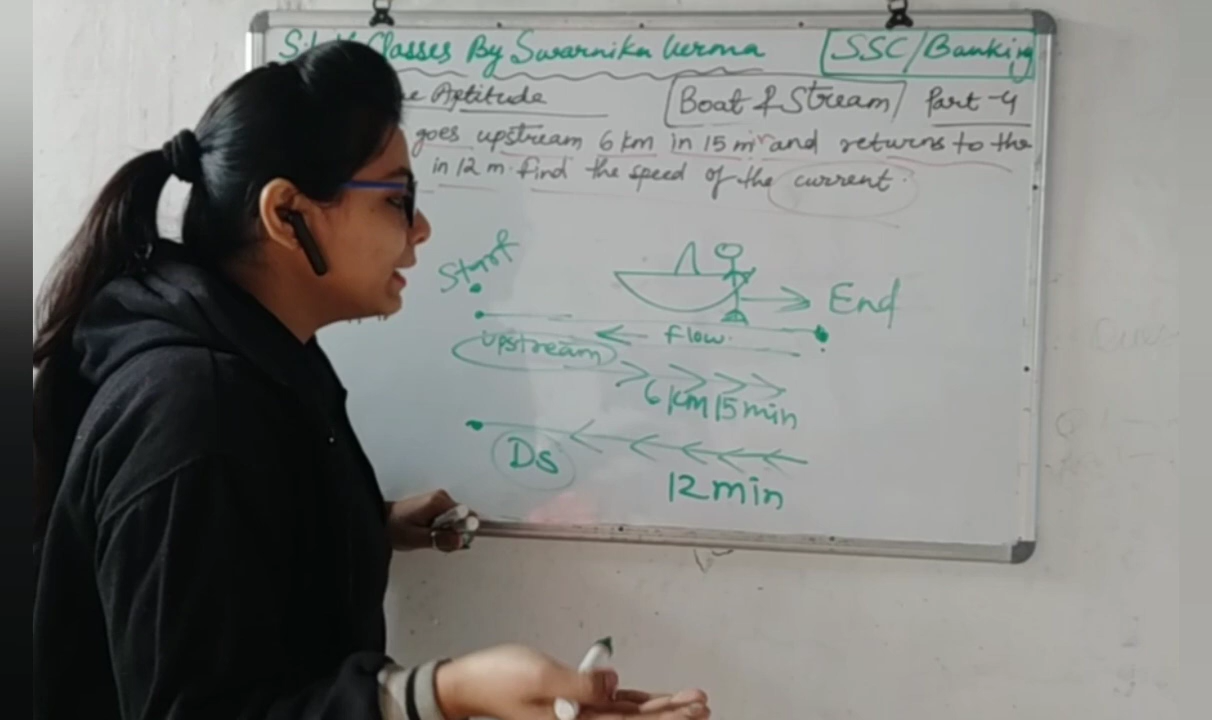 Classes By Swarnika Verma SSC/Banking
Aptitude Boat & Stream Part-4
goes upstream 6 km in 15 min and returns to the
in 12 m. find the speed of the current.
Start
End
flow.
upstream
6 km 15 min
DS
12 min